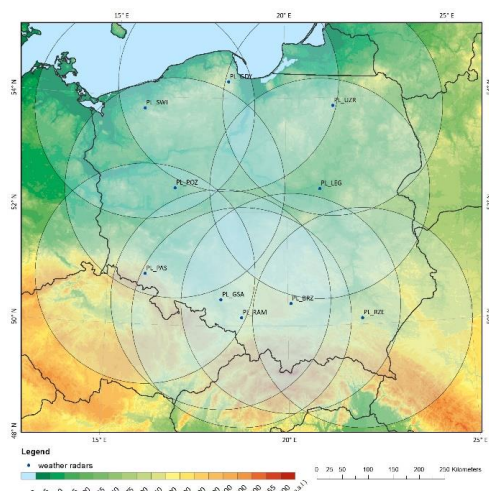 15° E 20° E 25° E
54° N
PL_GDY
PL_UZR
PL_SWI
PL_POZ
PL_LEG
52° N
PL_PAS
PL_GSA
PL_BRZ
PL_RAM
PL_RZE
50° N
48° N
15° E 20° E 25° E
Legend
weather radars
0 25 50 100 150 200 250 Kilometers